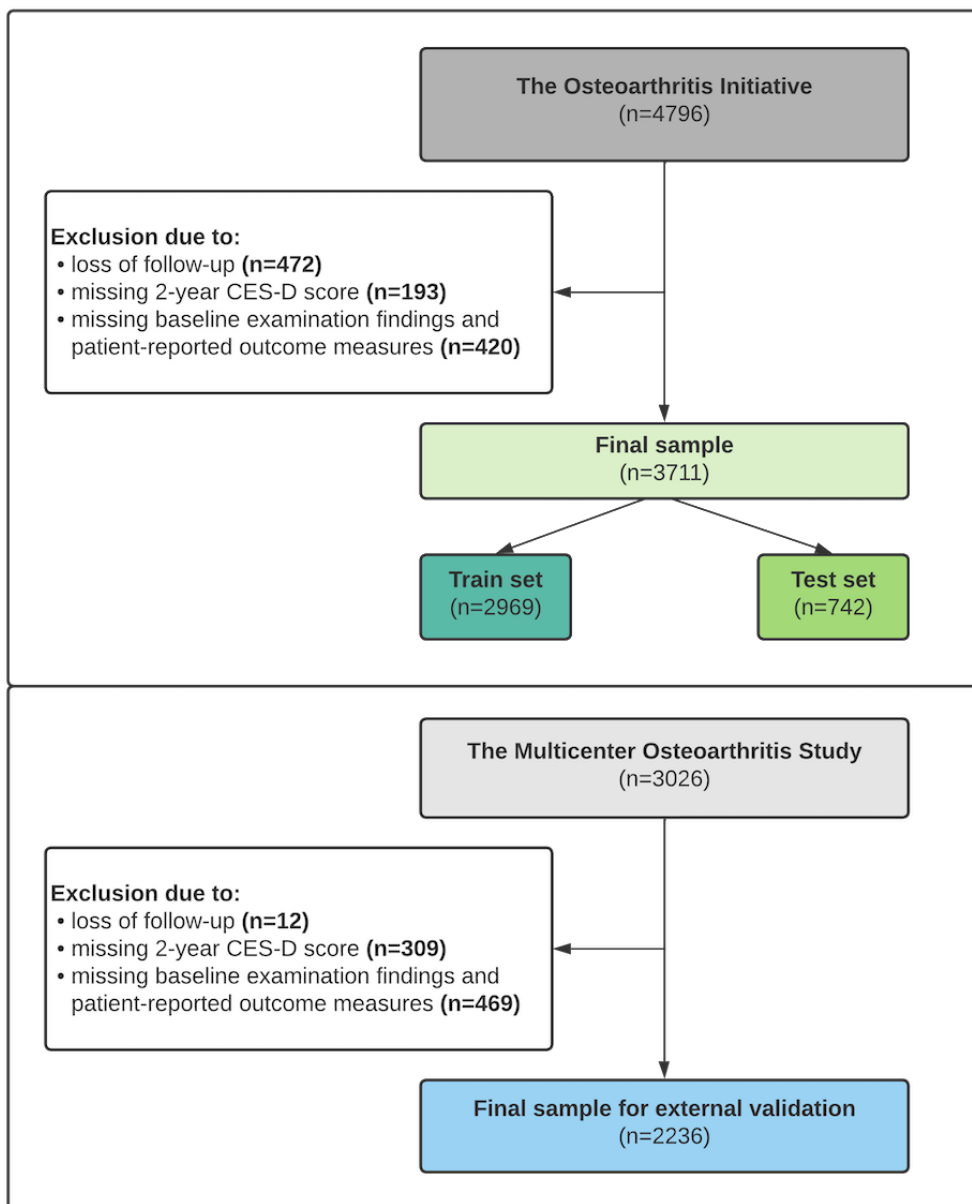 The Osteoarthritis Initiative
(n=4796)
Exclusion due to:
• loss of follow-up (n=472)
• missing 2-year CES-D score (n=193)
• missing baseline examination findings and
patient-reported outcome measures (n=420)
Final sample
(n=3711)
Train set
(n=2969)
Test set
(n=742)
The Multicenter Osteoarthritis Study
(n=3026)
Exclusion due to:
• loss of follow-up (n=12)
• missing 2-year CES-D score (n=309)
• missing baseline examination findings and
patient-reported outcome measures (n=469)
Final sample for external validation
(n=2236)